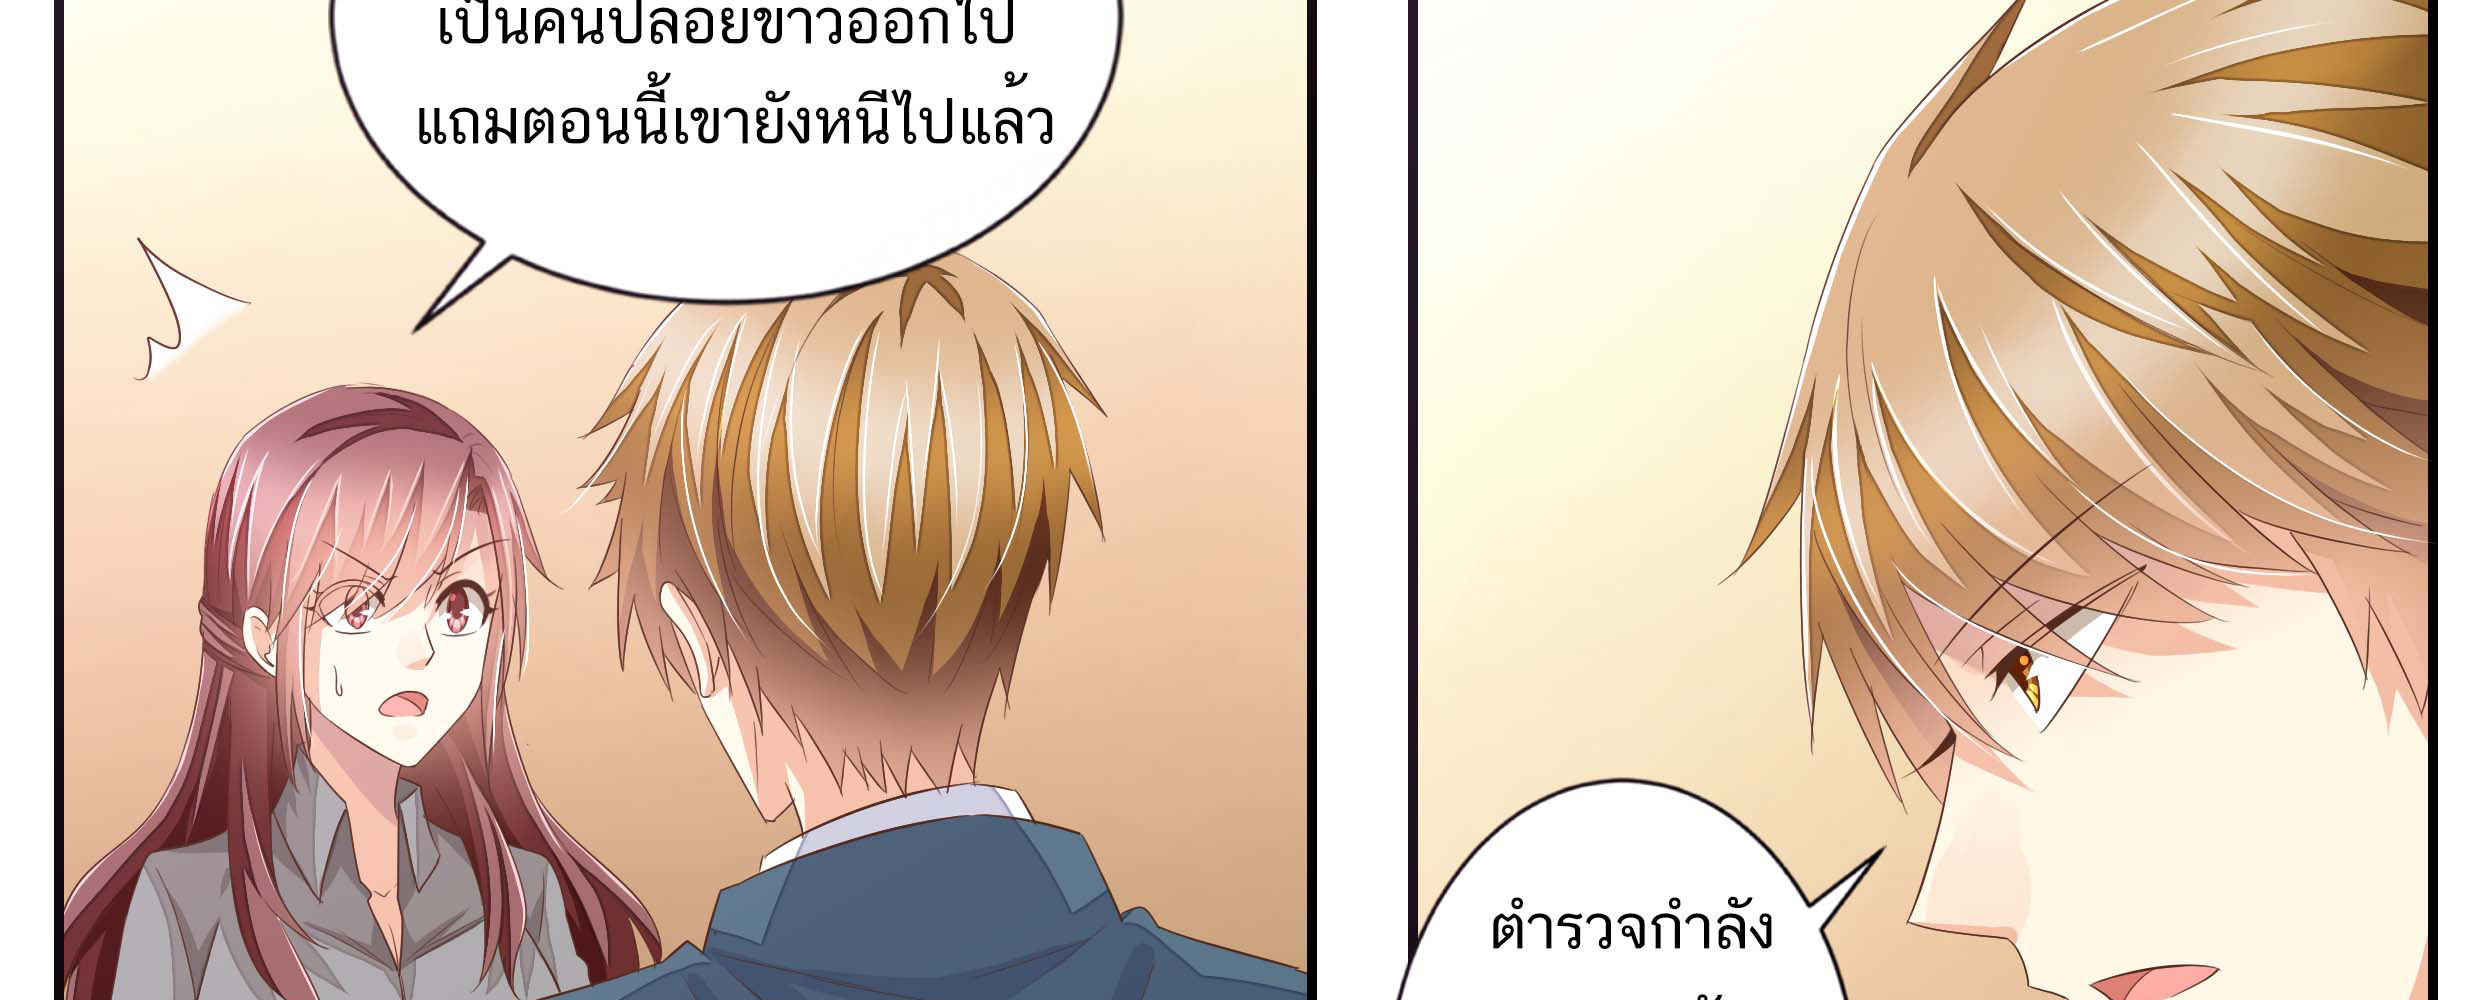 เป็นคนปล่อยข่าวออกไป
แถมตอนนี้เขายังหนีไปแล้ว
ตำรวจกำลัง